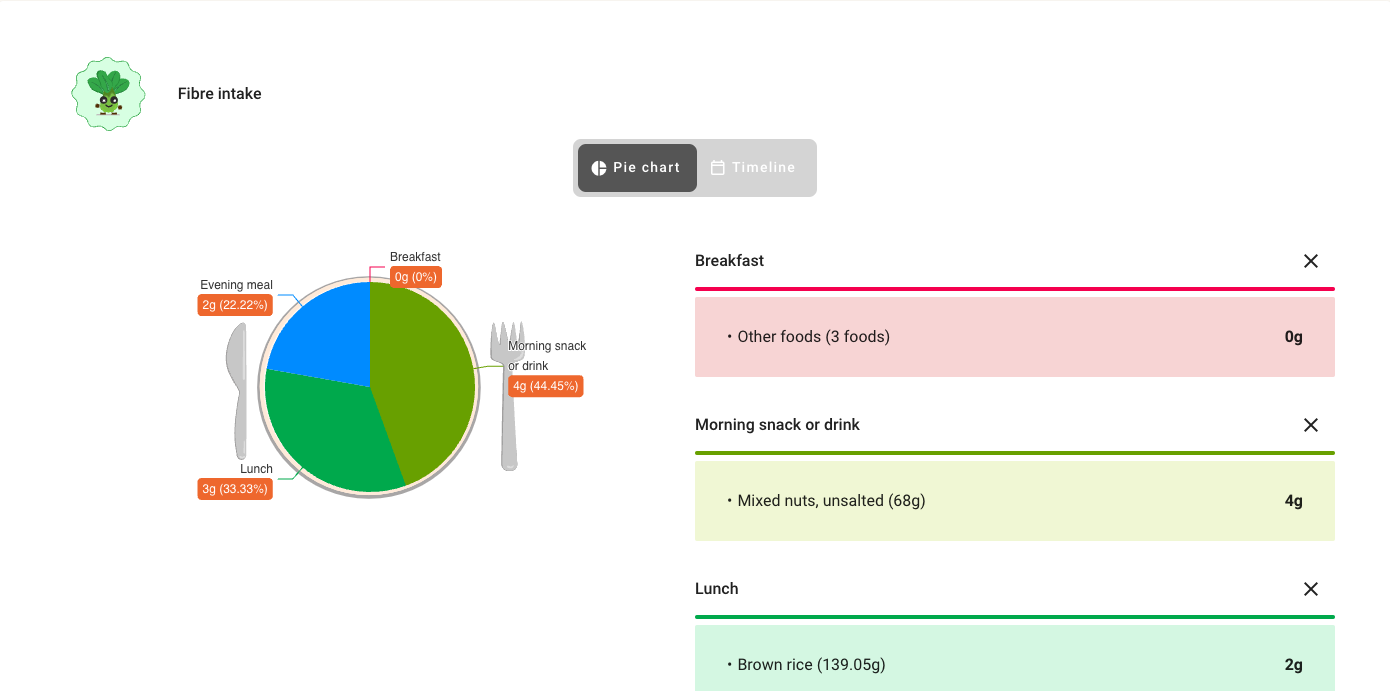 Fibre intake
Pie chart
Timeline
Breakfast
0g (0%)
Evening meal
2g (22.22%)
Morning snack
or drink
4g (44.45%)
Lunch
3g (33.33%)
Breakfast
• Other foods (3 foods) 0g
Morning snack or drink
• Mixed nuts, unsalted (68g) 4g
Lunch
• Brown rice (139.05g) 2g